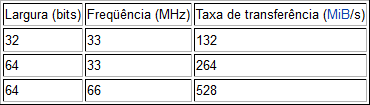 Largura (bits) Freqüência (MHz) Taxa de transferência (MiB/s)
32 33 132
64 33 264
64 66 528